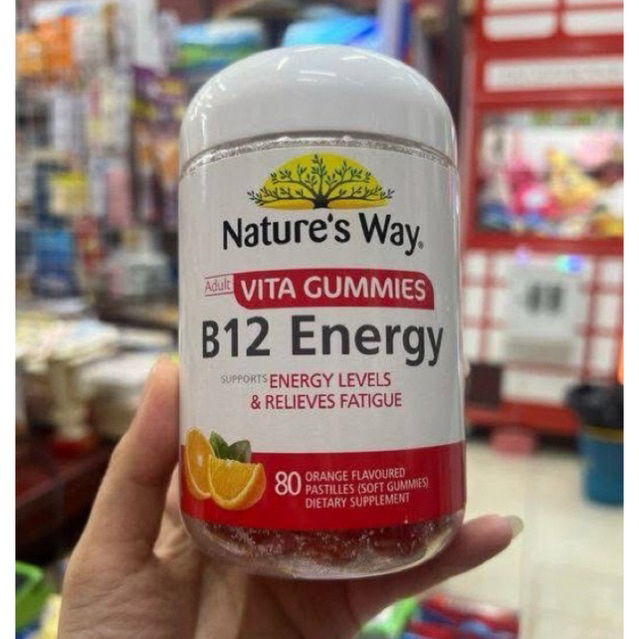 Nature's Way®
Adult VITA GUMMIES
B12 Energy
SUPPORTS ENERGY LEVELS
& RELIEVES FATIGUE
80 ORANGE FLAVOURED
PASTILLES (SOFT GUMMIES)
DIETARY SUPPLEMENT